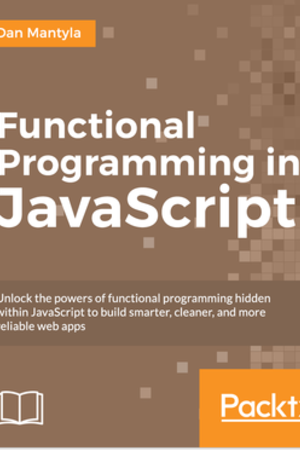 Dan Mantyla
Functional
Programming in
JavaScript
Unlock the powers of functional programming hidden
within JavaScript to build smarter, cleaner, and more
reliable web apps
Packt